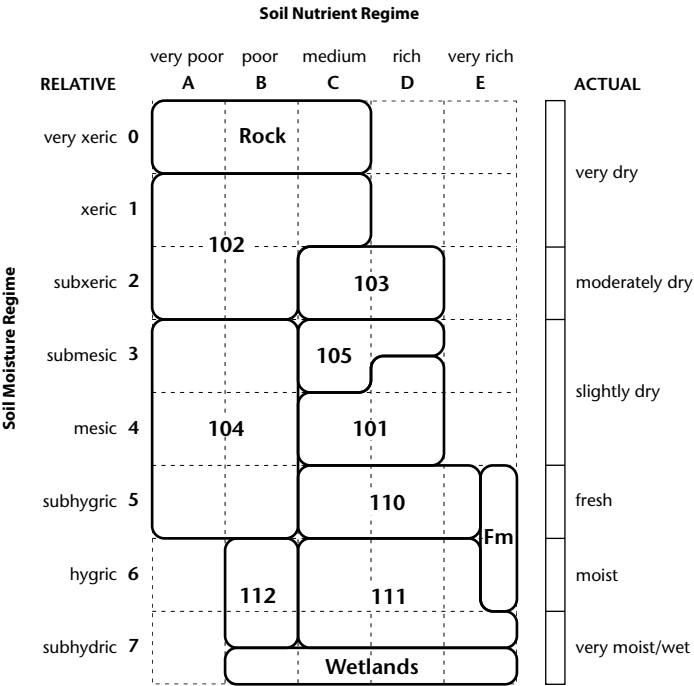 Soil Nutrient Regime
very poor poor medium rich very rich
RELATIVE A B C D E ACTUAL
very xeric 0 Rock
very dry
xeric 1
102
subxeric 2 103 moderately dry
submesic 3 105
slightly dry
mesic 4 104 101
subhygric 5 110 fresh
Fm
hygric 6 112 111 moist
subhydric 7 very moist/wet
Wetlands
Soil Moisture Regime